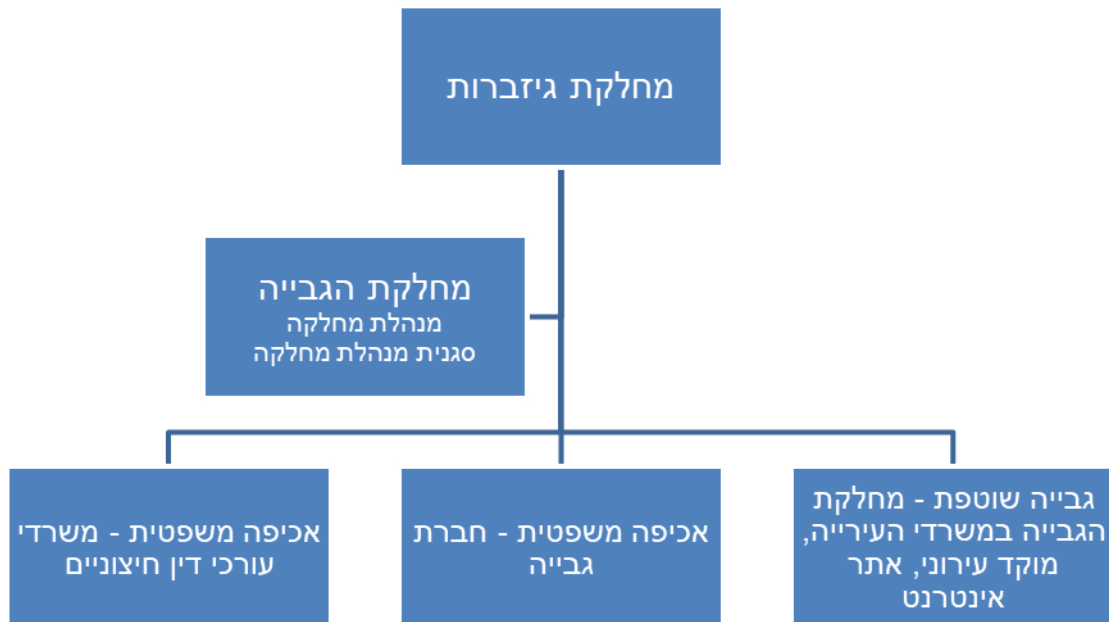 מחלקת גיזברות
מחלקת הגבייה
מנהלת מחלקה
סגנית מנהלת מחלקה
גבייה שוטפת - מחלקת
הגבייה במשרדי העירייה,
מוקד עירוני, אתר
אינטרנט
אכיפה משפטית - חברת
גבייה
אכיפה משפטית - משרדי
עורכי דין חיצוניים